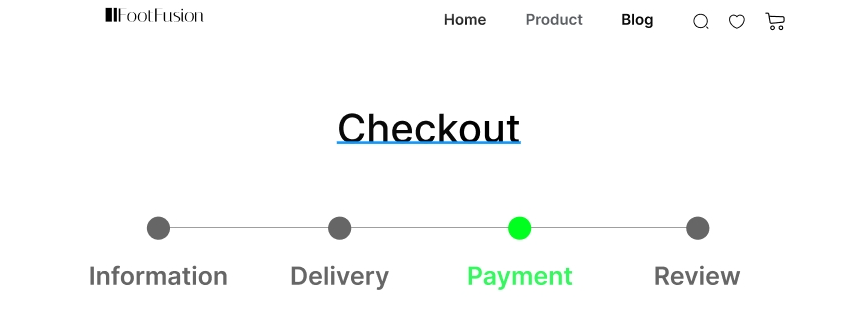 FootFusion Home Product Blog
Checkout
Information Delivery Payment Review